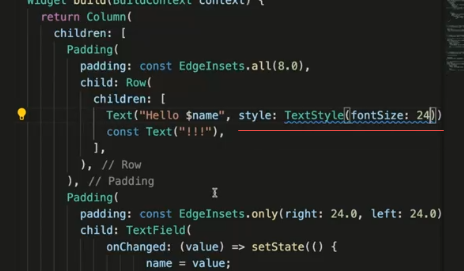 Widget build(BuildContext context) {
return Column(
children: [
Padding(
padding: const EdgeInsets.all(8.0),
child: Row(
children: [
Text("Hello $name", style: TextStyle(fontSize: 24))
const Text("!!!"),
],
), // Row
), // Padding
Padding(
padding: const EdgeInsets.only(right: 24.0, left: 24.0)
child: TextField(
onChanged: (value) => setState(() {
name = value;